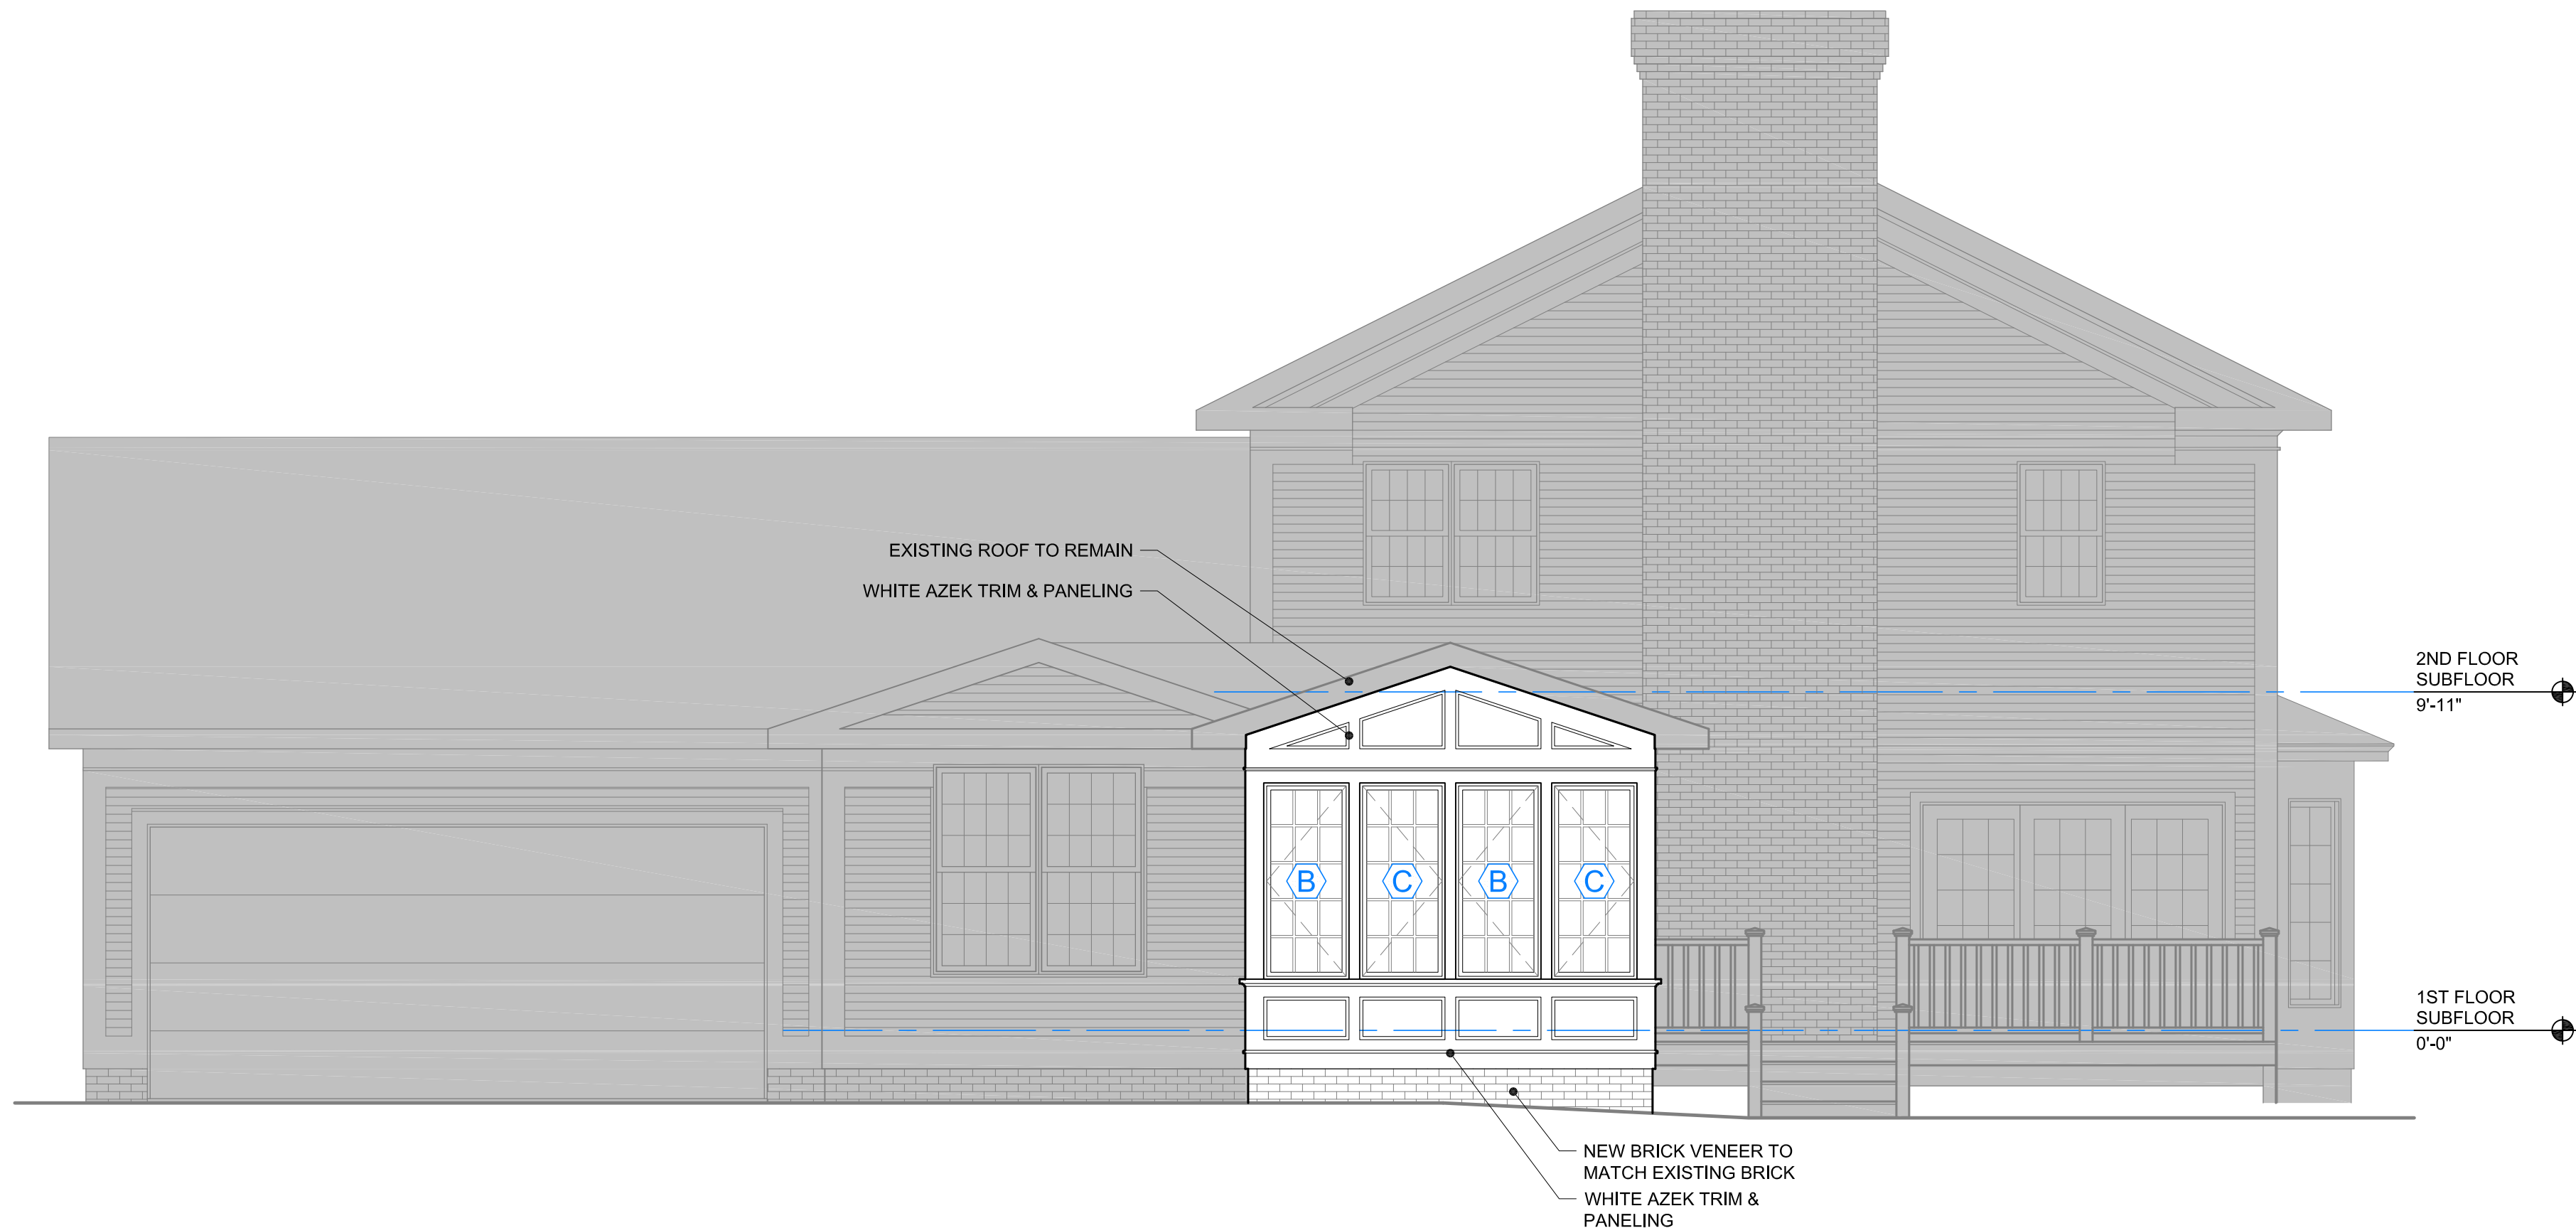 EXISTING ROOF TO REMAIN
WHITE AZEK TRIM & PANELING
2ND FLOOR
SUBFLOOR
9'-11"
B
C
B
C
1ST FLOOR
SUBFLOOR
0'-0"
NEW BRICK VENEER TO
MATCH EXISTING BRICK
WHITE AZEK TRIM &
PANELING